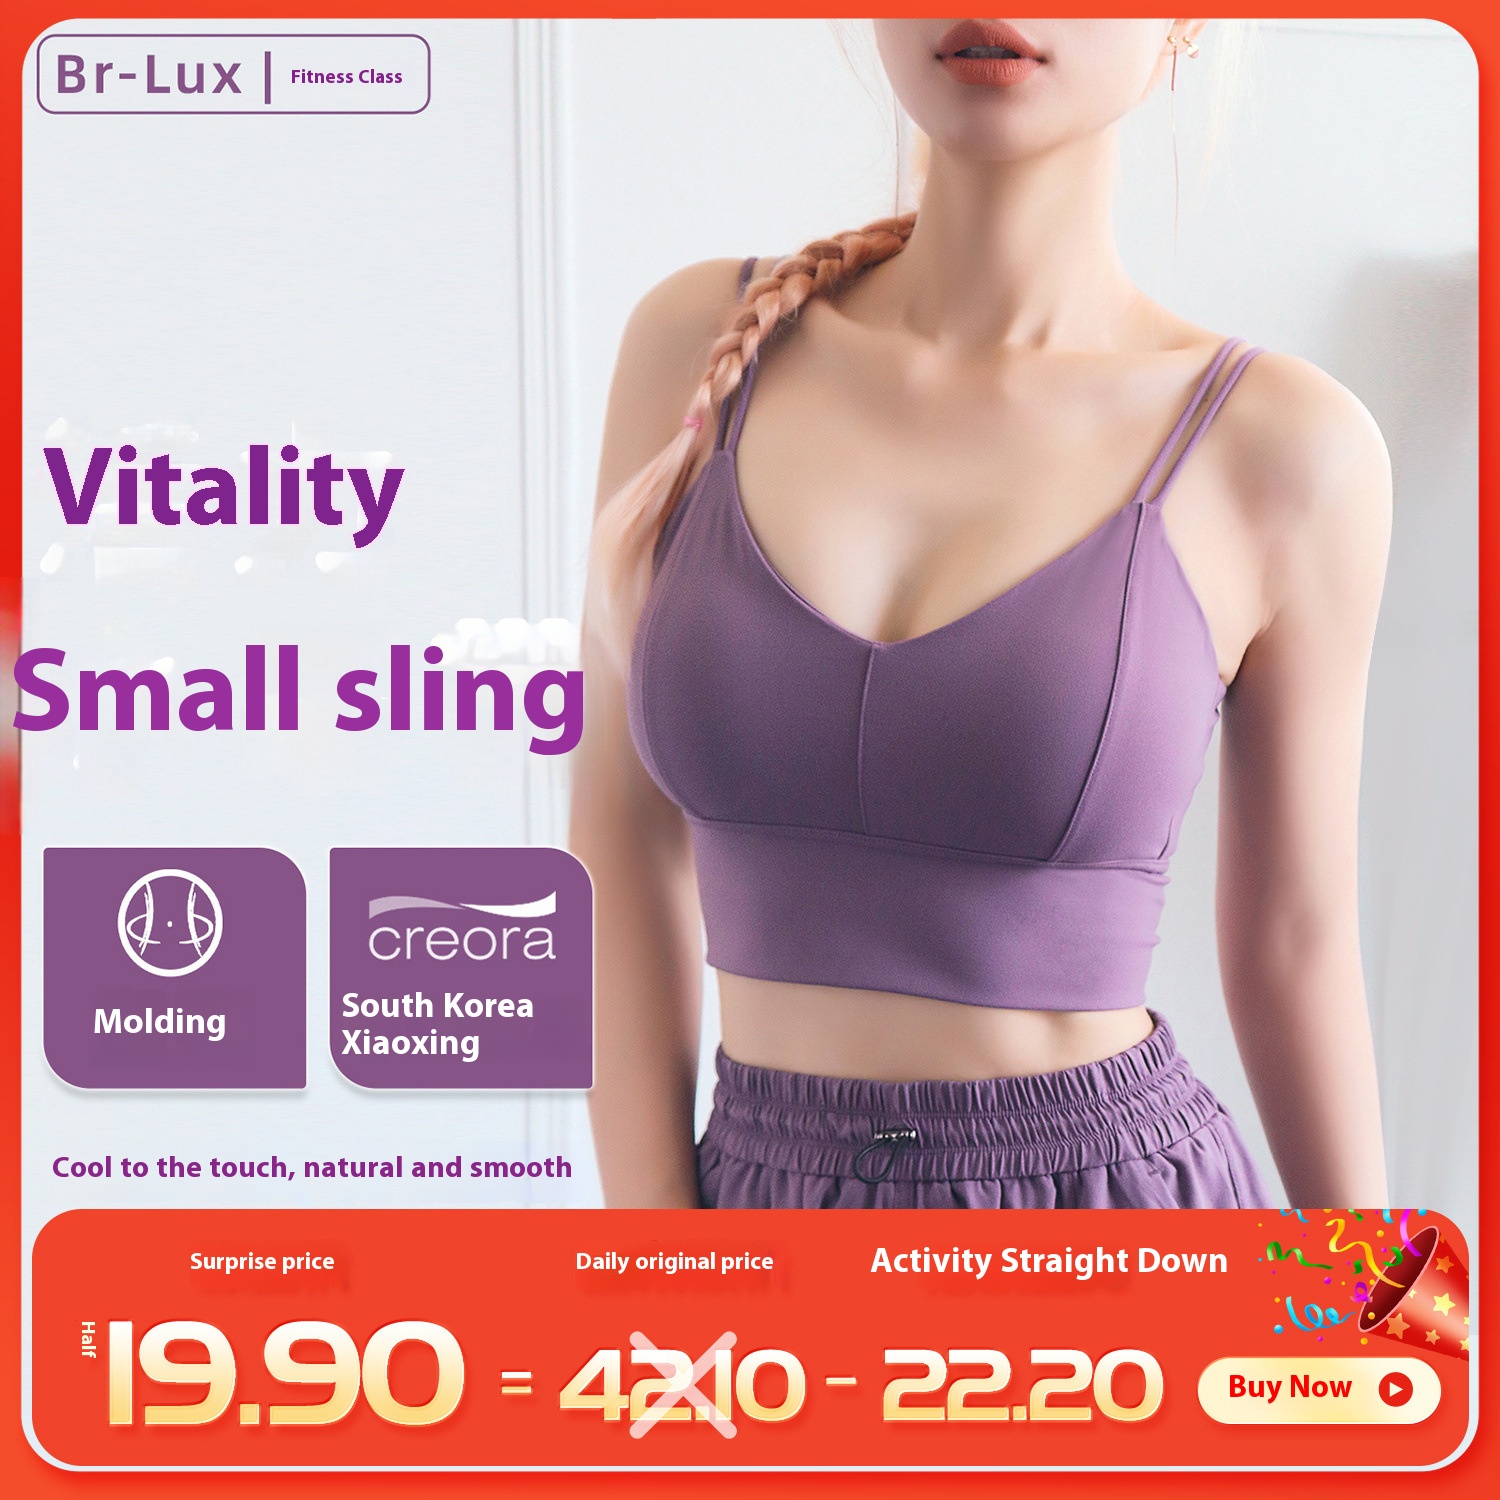 Br-Lux | Fitness Class
Vitality
Small sling
Molding
creora
South Korea
Xiaoxing
Cool to the touch, natural and smooth
Surprise price
Daily original price
Activity Straight Down
Half
19.90 = 42.10 - 22.20
Buy Now